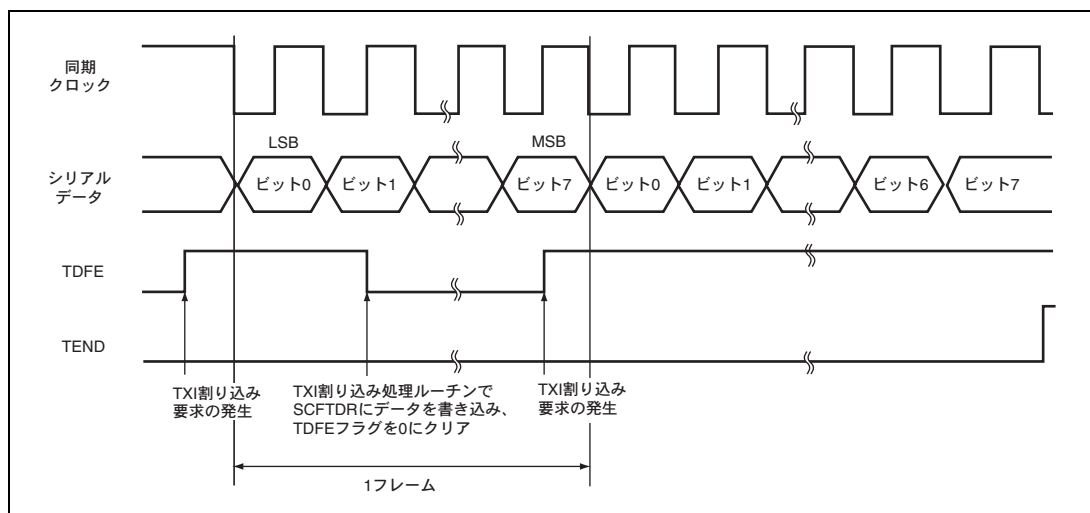 同期
クロック
LSB
MSB
シリアル
データ
ビット0
ビット1
ビット7
ビット0
ビット1
ビット6
ビット7
TDFE
TEND
TXI割り込み
要求の発生
TXI割り込み処理ルーチンで
SCFTDRにデータを書き込み、
TDFEフラグを0にクリア
TXI割り込み
要求の発生
1フレーム